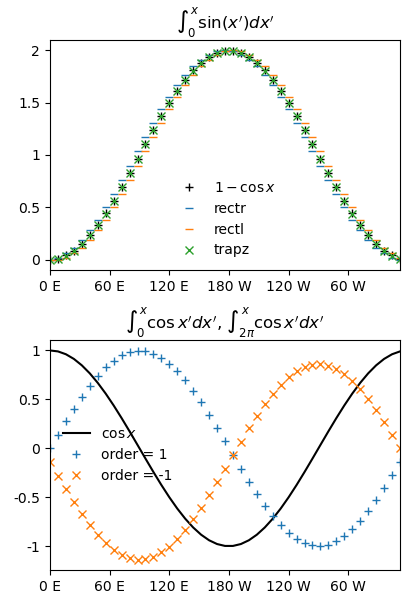 ∫₀ˣ sin(x′)dx′
2
1.5
1
0.5
0
1 − cos x
rectr
rectl
trapz
0 E 60 E 120 E 180 W 120 W 60 W
∫₀ˣ cos x′dx′, ∫₂π ˣ cos x′dx′
1
0.5
0
-0.5
-1
cosx
order = 1
order = -1
0 E 60 E 120 E 180 W 120 W 60 W